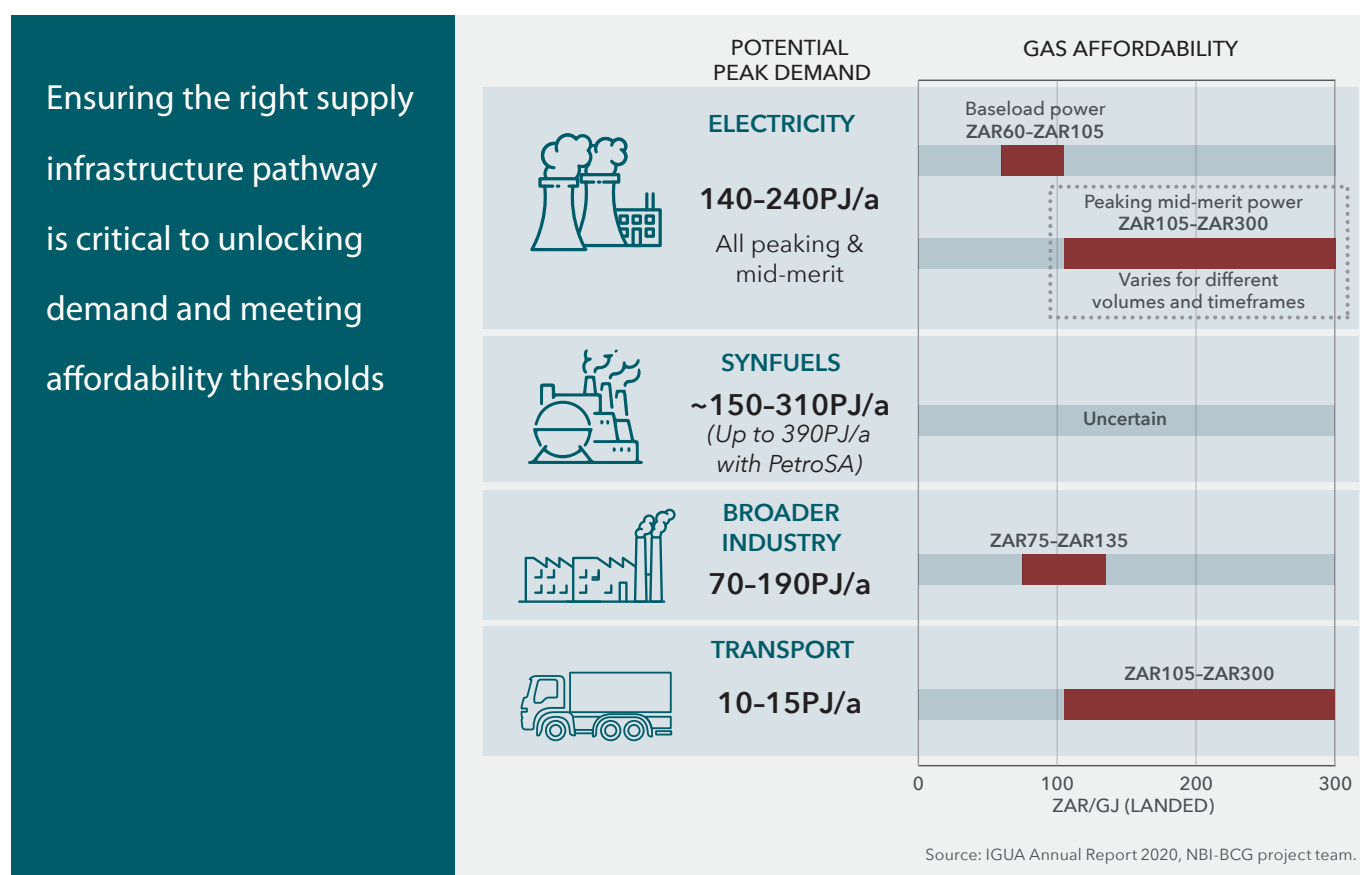 Ensuring the right supply
infrastructure pathway
is critical to unlocking
demand and meeting
affordability thresholds
POTENTIAL
PEAK DEMAND
GAS AFFORDABILITY
ELECTRICITY
140–240PJ/a
All peaking &
mid-merit
Baseload power
ZAR60–ZAR105
Peaking mid-merit power
ZAR105–ZAR300
Varies for different
volumes and timeframes
SYNFUELS
~150–310PJ/a
(Up to 390PJ/a
with PetroSA)
Uncertain
BROADER
INDUSTRY
70–190PJ/a
ZAR75–ZAR135
TRANSPORT
10–15PJ/a
ZAR105–ZAR300
0 100 200 300
ZAR/GJ (LANDED)
Source: IGUA Annual Report 2020, NBI-BCG project team.